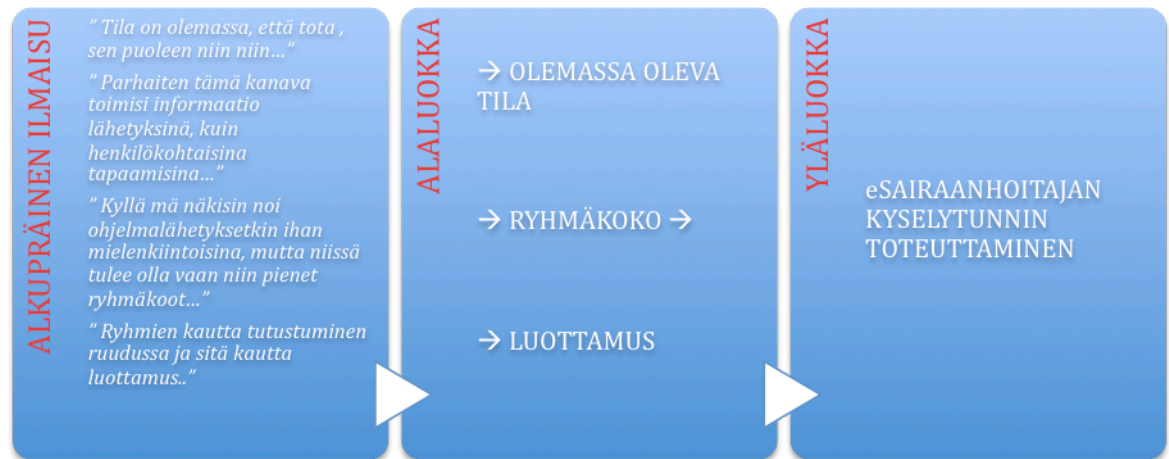 ALKUPRÄINEN ILMAISU
" Tila on olemassa, että tota ,
sen puoleen niin niin…"
" Parhaiten tämä kanava
toimisi informaatio
lähetyksinä, kuin
henkilökohtaisina
tapaamisina…"
" Kyllä mä näkisin noi
ohjelmalähetyksetkin ihan
mielenkiintoisina, mutta niissä
tulee olla vaan niin pienet
ryhmäkoot…"
" Ryhmien kautta tutustuminen
ruudussa ja sitä kautta
luottamus.."
ALALUOKKA
→ OLEMASSA OLEVA
TILA
→ RYHMÄKOKO →
→ LUOTTAMUS
YLÄLUOKKA
eSAIRAANHOITAJAN
KYSELYTUNNIN
TOTEUTTAMINEN